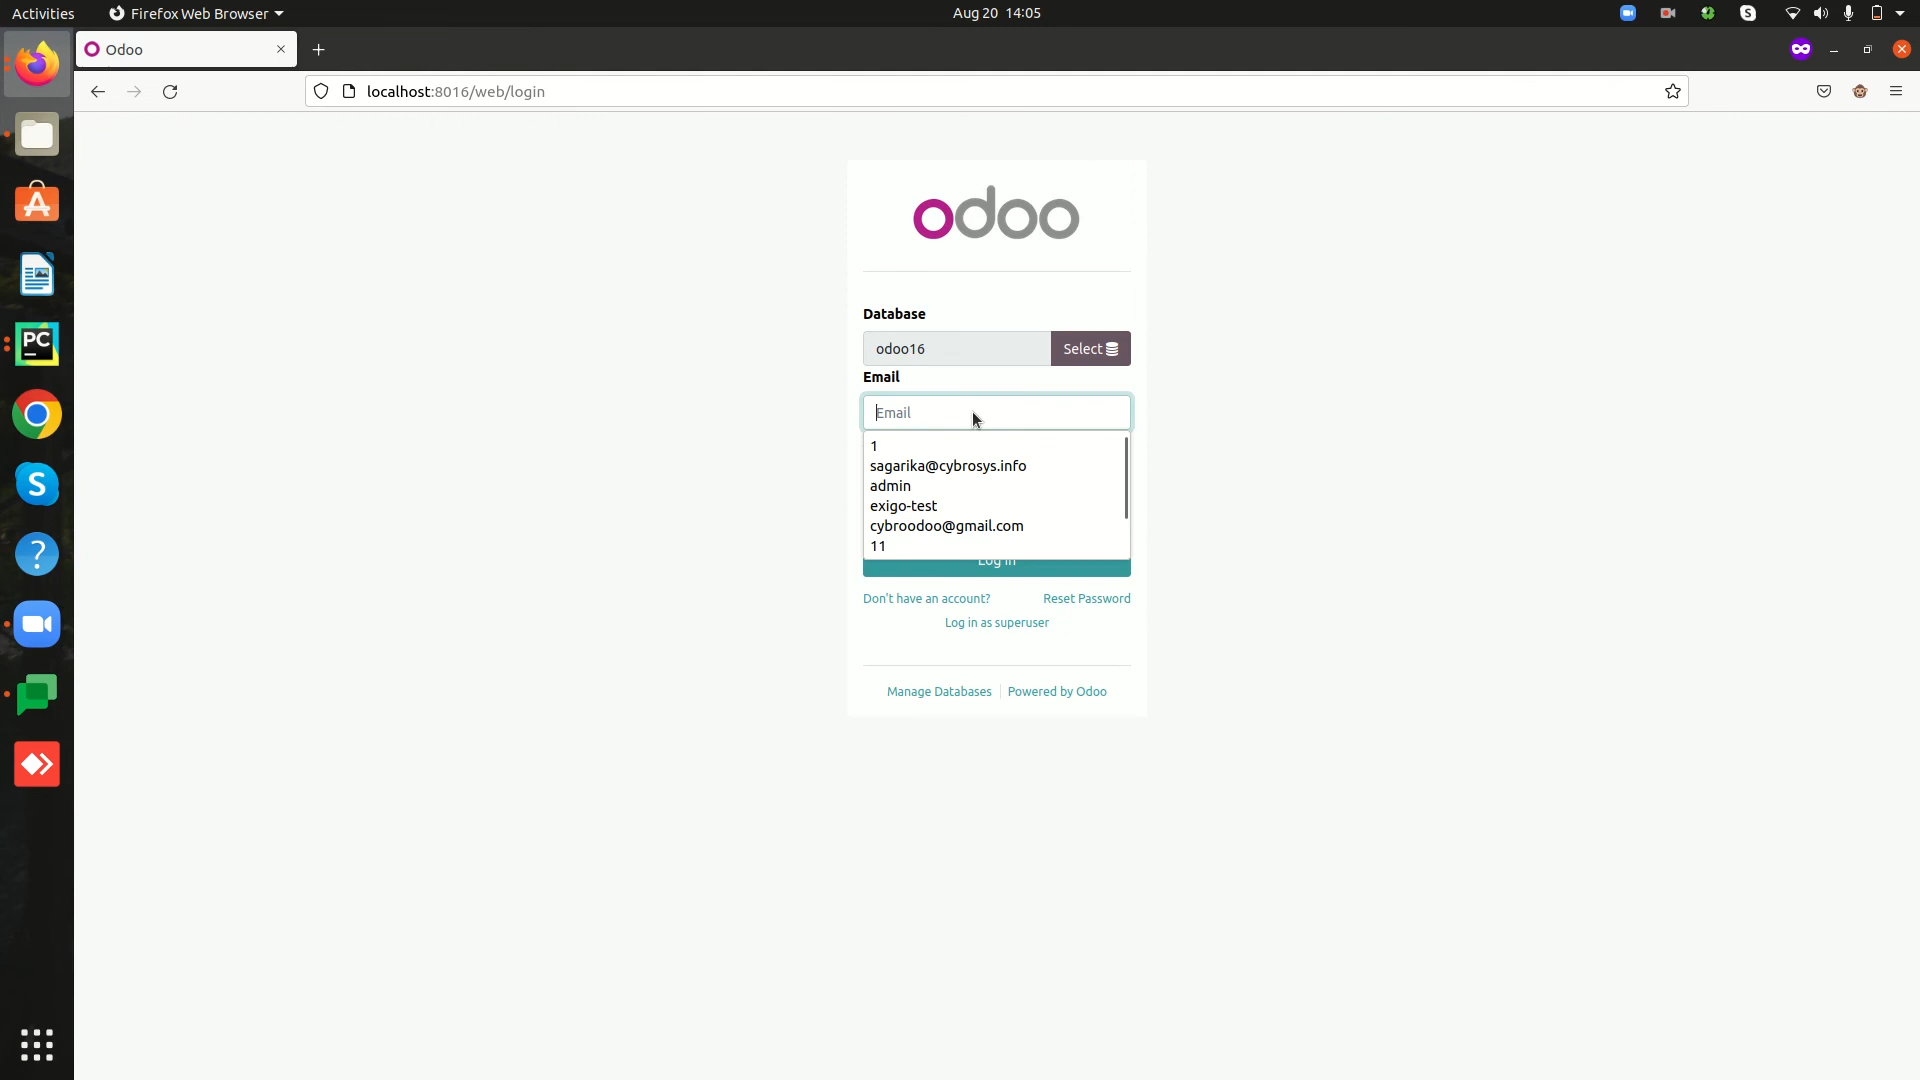 Activities
Firefox Web Browser
Aug 20 14:05
Odoo
localhost:8016/web/login
odoo
Database
odoo16
Select
Email
Email
1
sagarika@cybrosys.info
admin
exigo-test
cybroodoo@gmail.com
11
Log in
Don't have an account?
Reset Password
Log in as superuser
Manage Databases
Powered by Odoo
PC
S
?
S